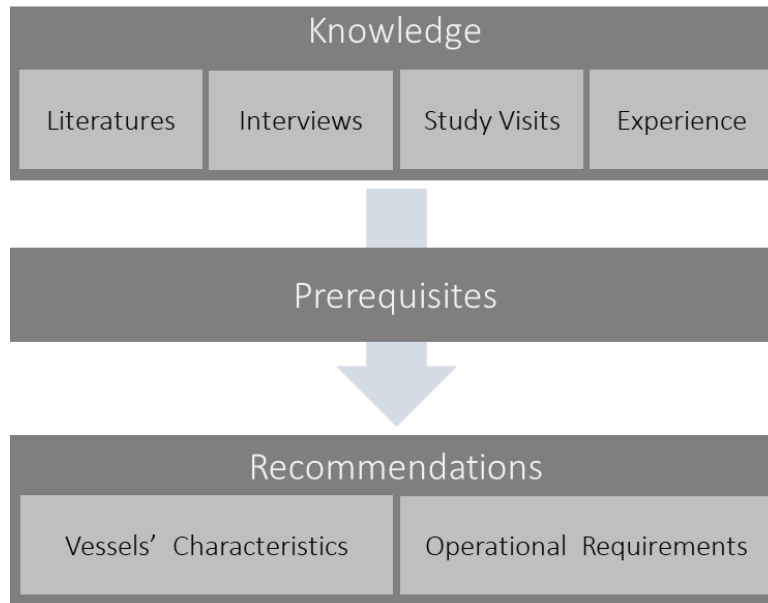 Knowledge
Literatures Interviews Study Visits Experience
Prerequisites
Recommendations
Vessels' Characteristics Operational Requirements